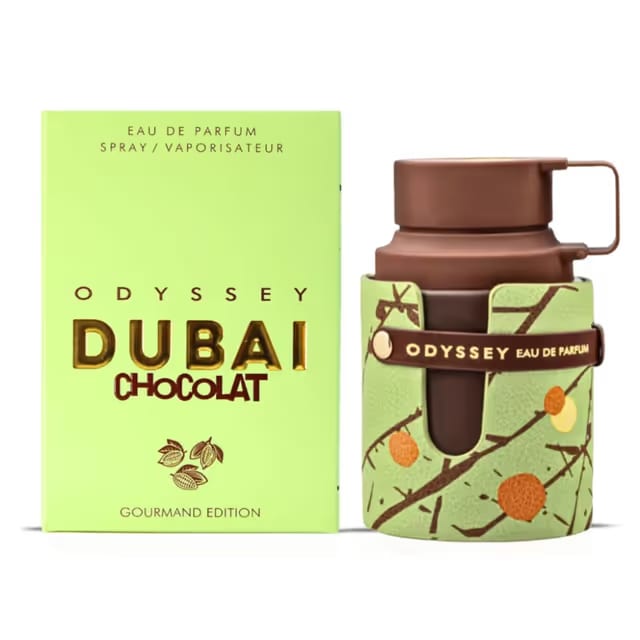 EAU DE PARFUM
SPRAY / VAPORISATEUR
ODYSSEY
DUBAI
CHOCOLAT
GOURMAND EDITION
ODYSSEY EAU DE PARFUM